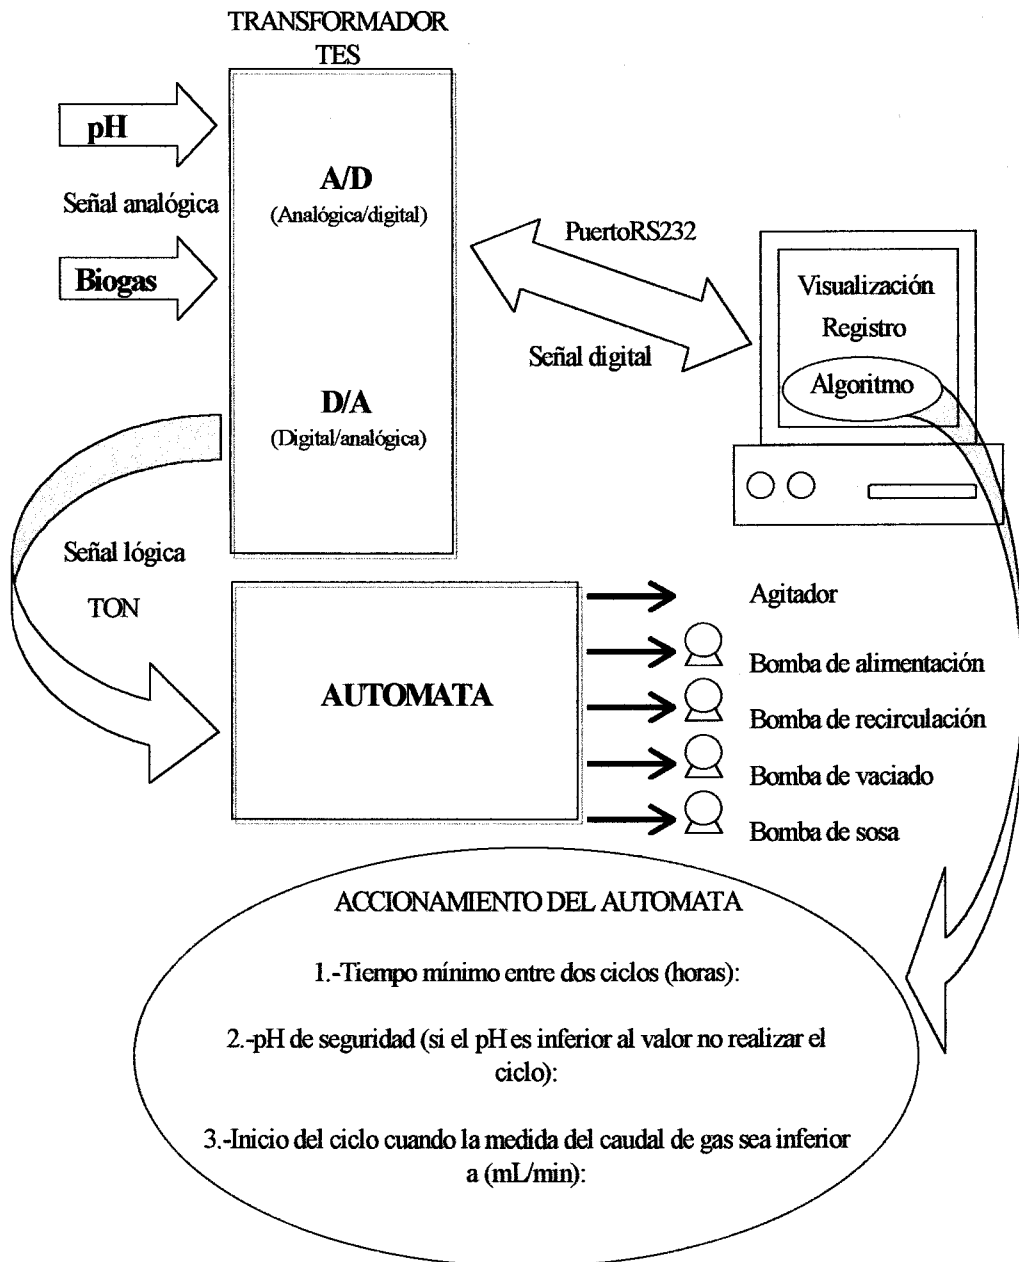 TRANSFORMADOR
TES
pH
Señal analógica
Biogas
A/D
(Analógica/digital)
D/A
(Digital/analógica)
PuertoRS232
Señal digital
Visualización
Registro
Algoritmo
Señal lógica
TON
AUTOMATA
Agitador
Bomba de alimentación
Bomba de recirculación
Bomba de vaciado
Bomba de sosa
ACCIONAMIENTO DEL AUTOMATA
1.-Tiempo mínimo entre dos ciclos (horas):
2.-pH de seguridad (si el pH es inferior al valor no realizar el
ciclo):
3.-Inicio del ciclo cuando la medida del caudal de gas sea inferior
a (mL/min):